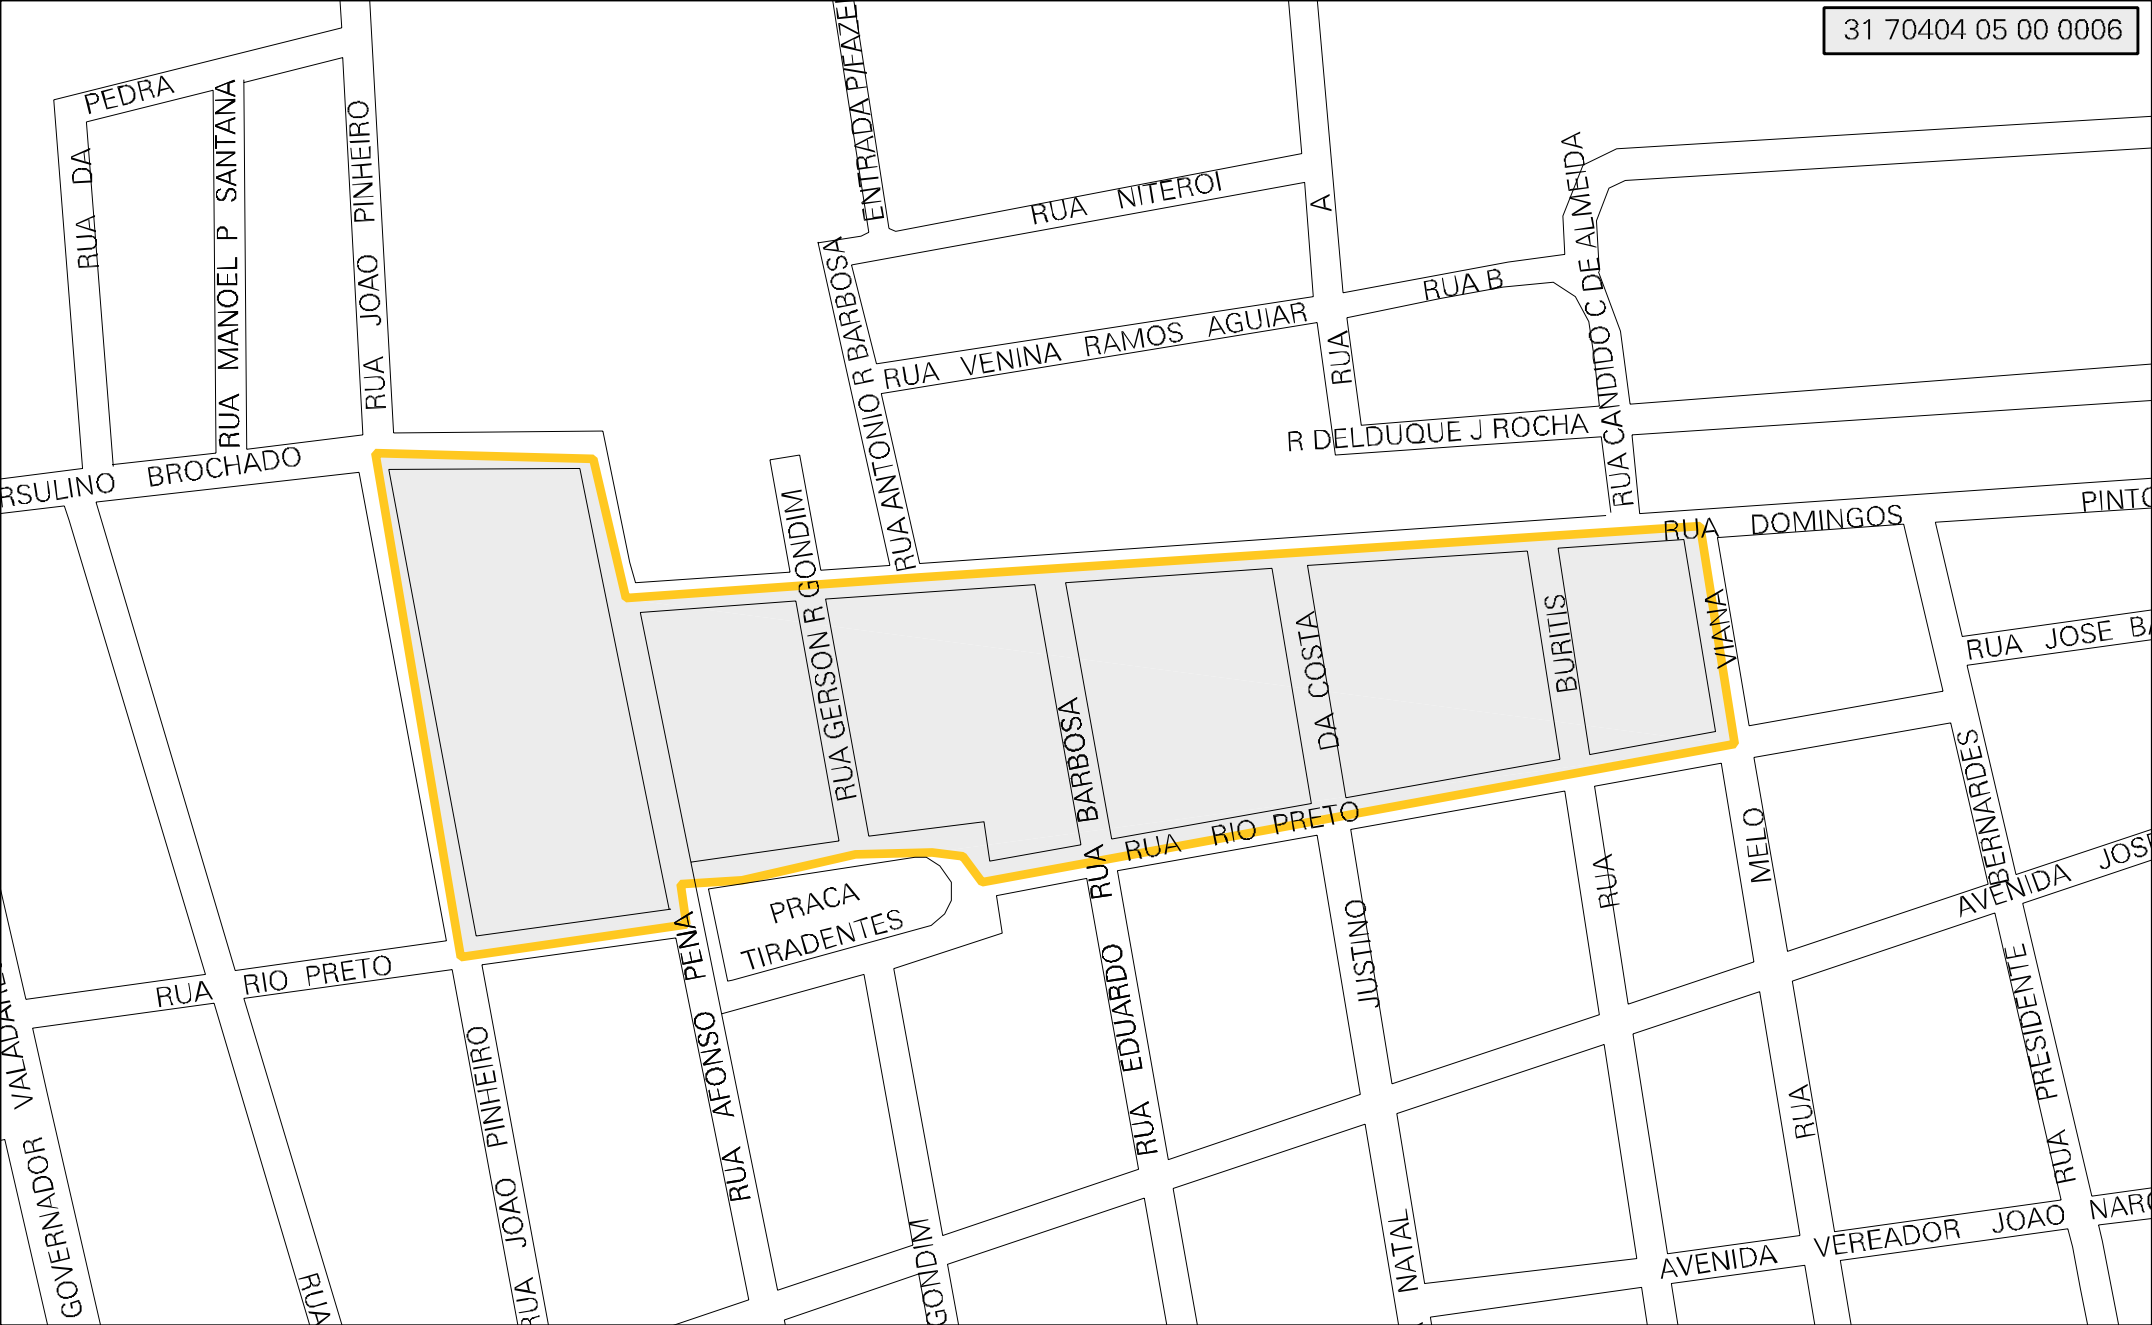 31 70404 05 00 0006
PEDRA
RUA DA
RUA MANOEL P SANTANA
RUA JOAO PINHEIRO
ENTRADA P/FAZE
RUA NITEROI
A
RUA
RUA CANDIDO C DE ALMEIDA
RUA B
RUA VENINA RAMOS AGUIAR
RUA ANTONIO R BARBOSA
R DELDUQUE J ROCHA
RSULINO BROCHADO
RUA DOMINGOS PINTO
RUA GERSON R GONDIM
RUA EDUARDO BARBOSA
JUSTINO DA COSTA
BURITIS
VIANA
RUA JOSE BA
RUA RIO PRETO
PRACA
TIRADENTES
RUA AFONSO PENA
RUA MELO
RUA
RUA PRESIDENTE BERNARDES
AVENIDA JOSE
RUA RIO PRETO
GOVERNADOR VALADARES
RUA JOAO PINHEIRO
RUA
GONDIM
NATAL
AVENIDA VEREADOR JOAO NARC